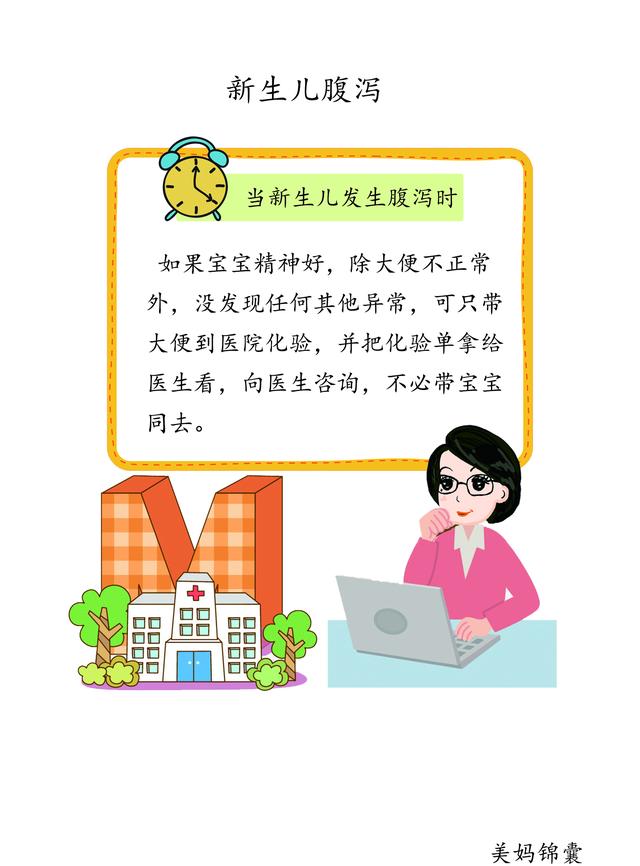 新生儿腹泻
当新生儿发生腹泻时
如果宝宝精神好，除大便不正常
外，没发现任何其他异常，可只带
大便到医院化验，并把化验单拿给
医生看，向医生咨询，不必带宝宝
同去。
美妈锦囊